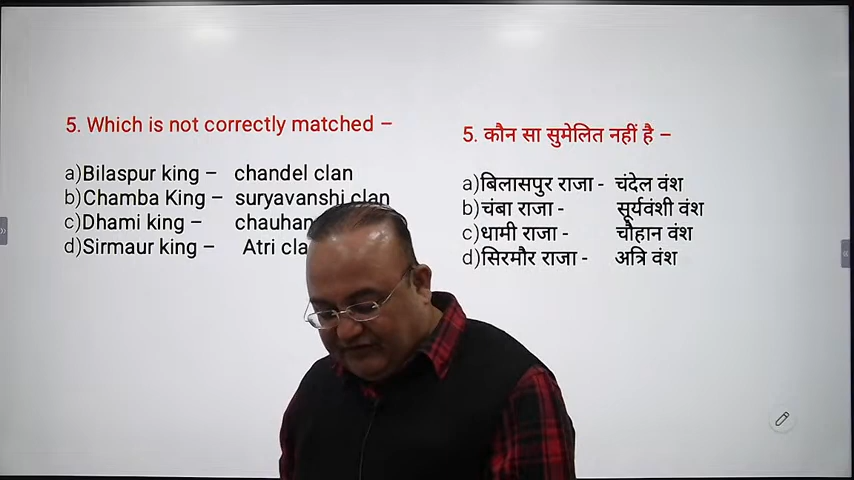 5. Which is not correctly matched –
a)Bilaspur king – chandel clan
b)Chamba King – suryavanshi clan
c)Dhami king – chauhan
d)Sirmaur king – Atri
5. कौन सा सुमेलित नहीं है –
a)बिलासपुर राजा - चंदेल वंश
b)चंबा राजा - सूर्यवंशी वंश
c)धामी राजा - चौहान वंश
d)सिरमौर राजा - अत्रि वंश